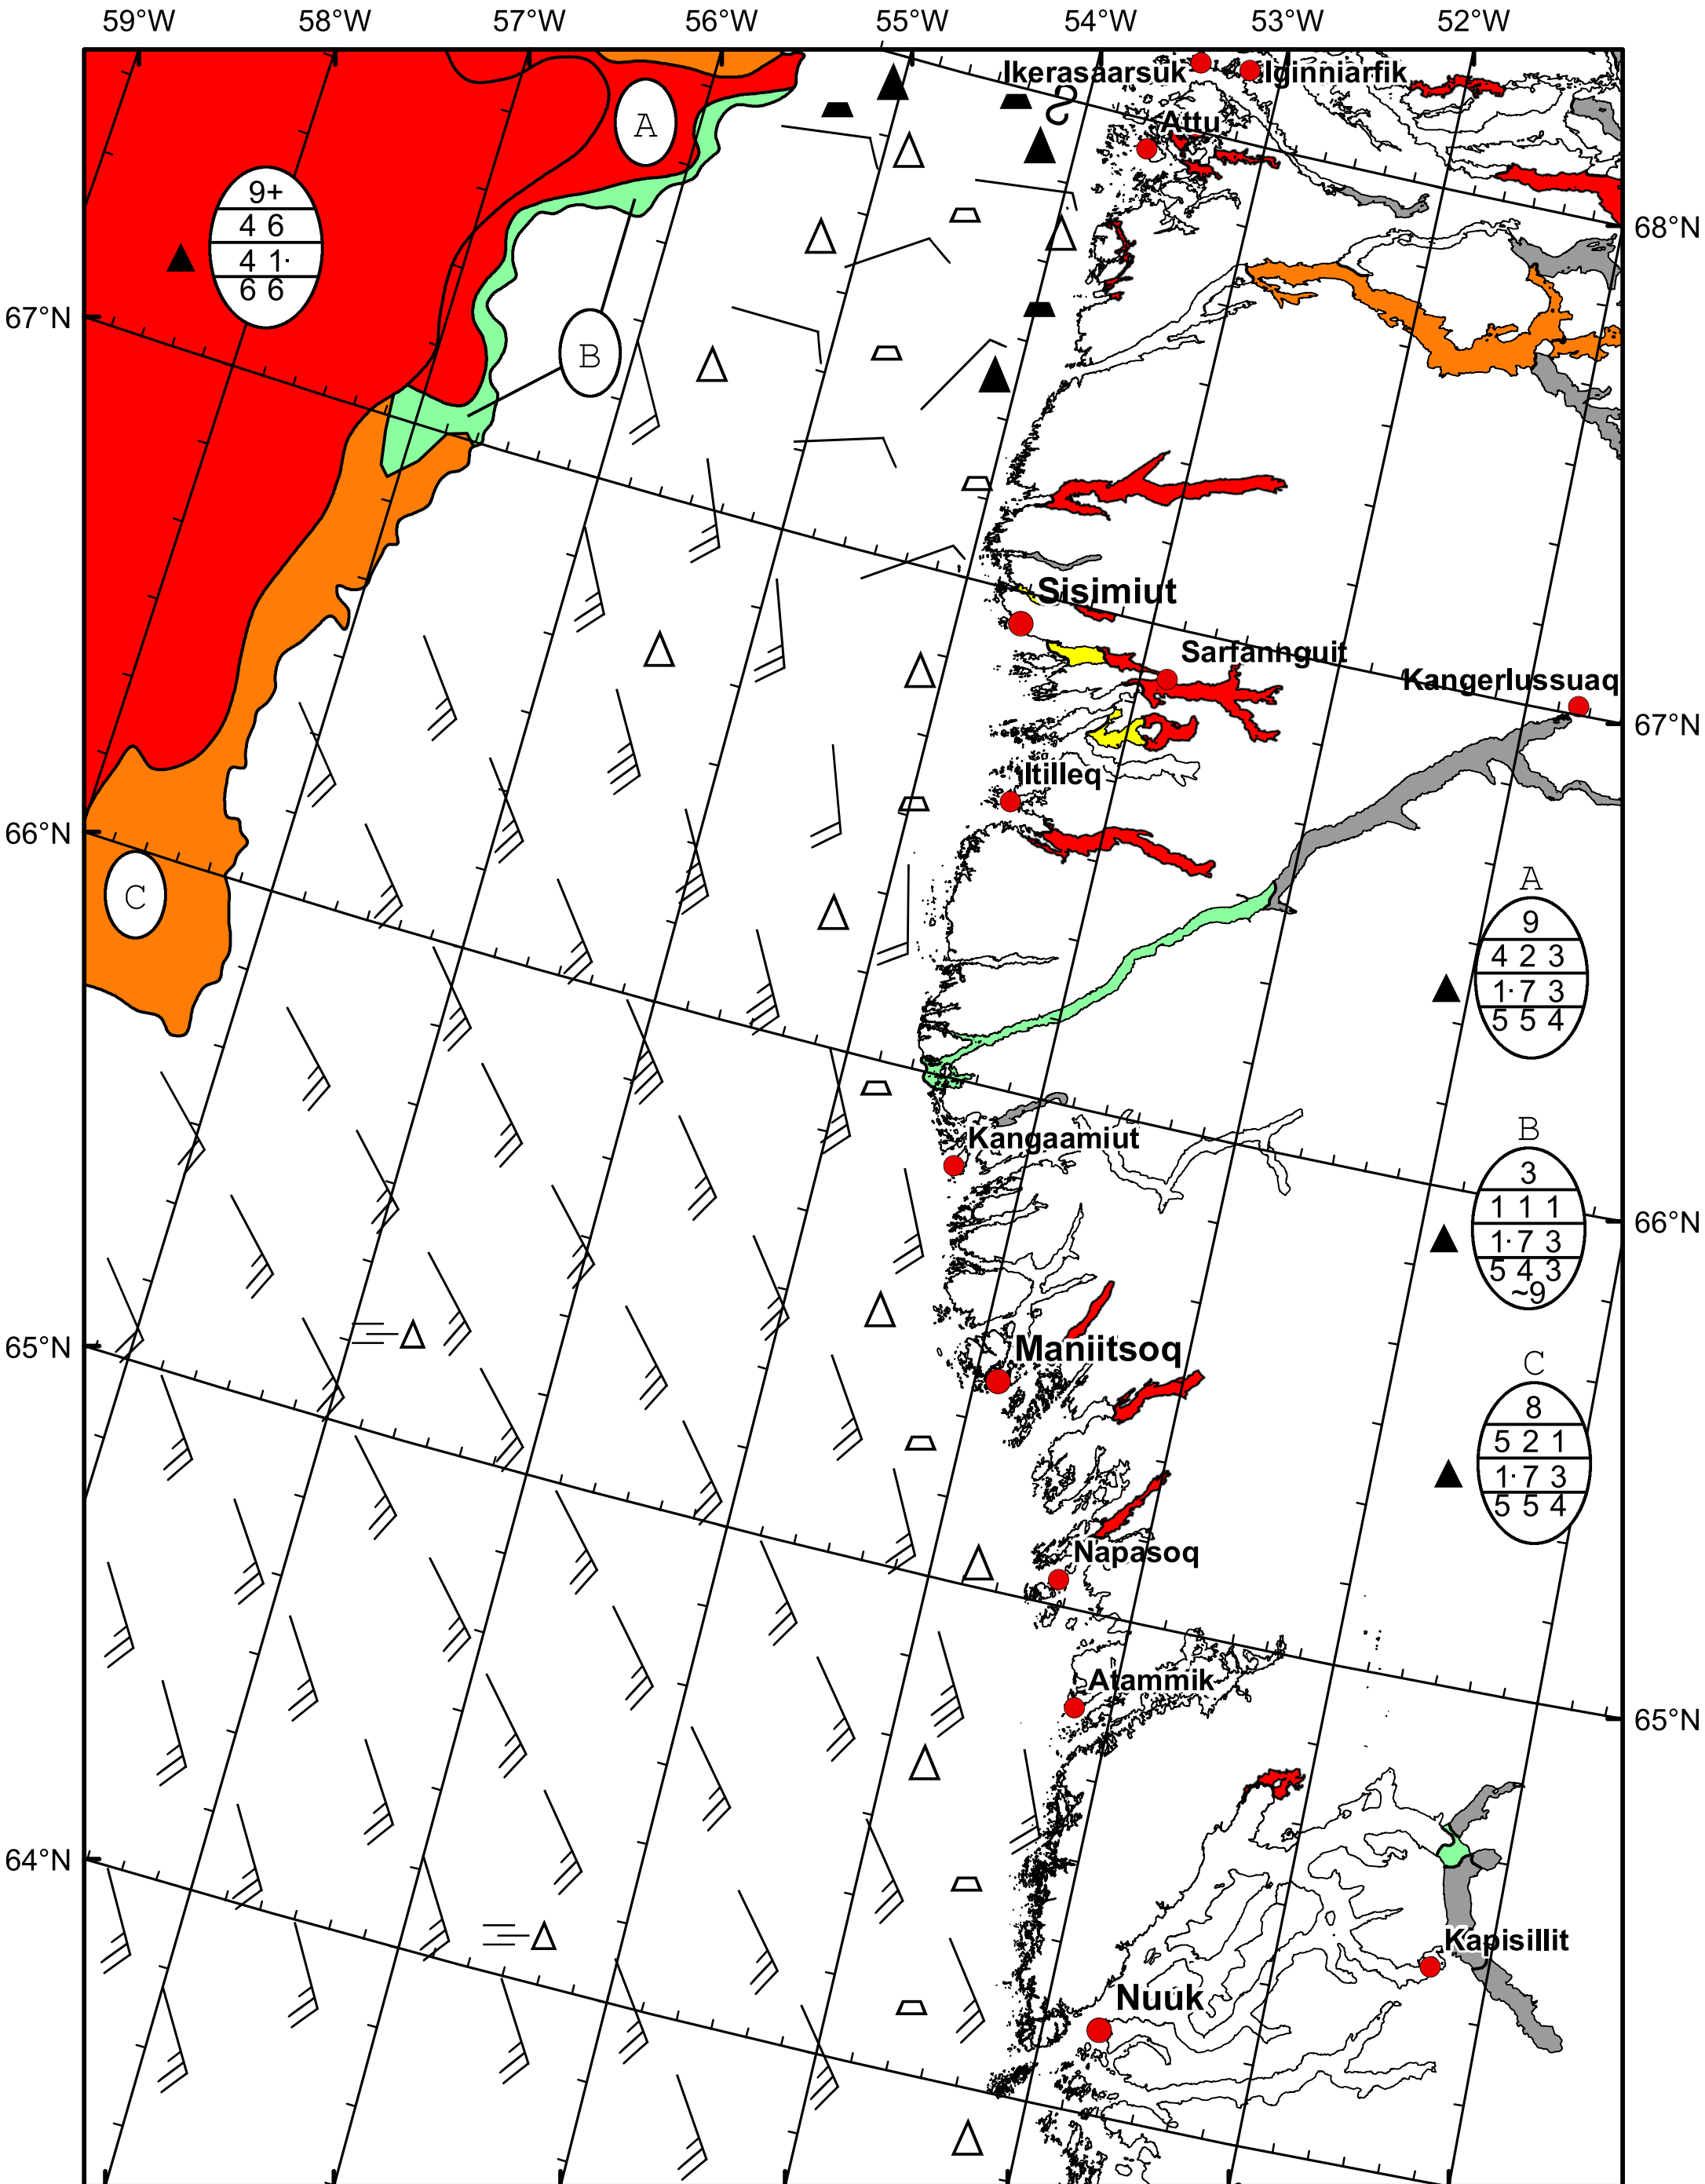 59°W 58°W 57°W 56°W 55°W 54°W 53°W 52°W
Ikerasaarsuk
Iginniarfik
Attu
A
9+
4 6
4 1·
6 6
68°N
67°N
B
Sisimiut
Sarfannguit
Kangerlussuaq
67°N
Itilleq
66°N
C
A
9
4 2 3
1· 7 3
5 5 4
Kangaamiut
B
3
1 1 1
1· 7 3
5 4 3
~9
66°N
65°N
Maniitsoq
C
8
5 2 1
1· 7 3
5 5 4
Napasoq
Atammik
65°N
64°N
Kapisillit
Nuuk